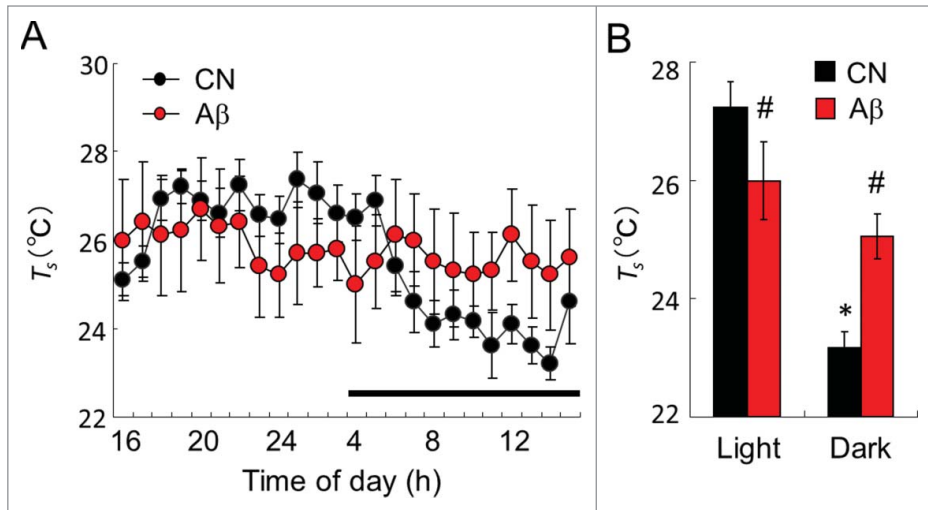 A
30
28
26
24
22
Ts (°C)
CN
Aβ
16 20 24 4 8 12
Time of day (h)
B
28
26
24
22
Ts (°C)
CN
Aβ
#
#
*
Light Dark